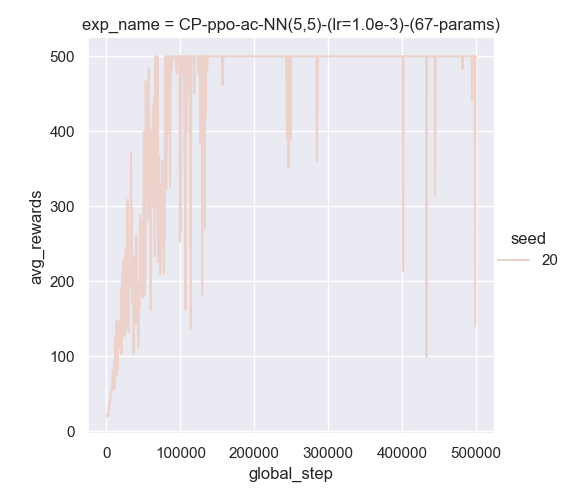 exp_name = CP-ppo-ac-NN(5,5)-(lr=1.0e-3)-(67-params)
500
400
300
200
100
0
avg_rewards
seed
20
0 100000 200000 300000 400000 500000
global_step